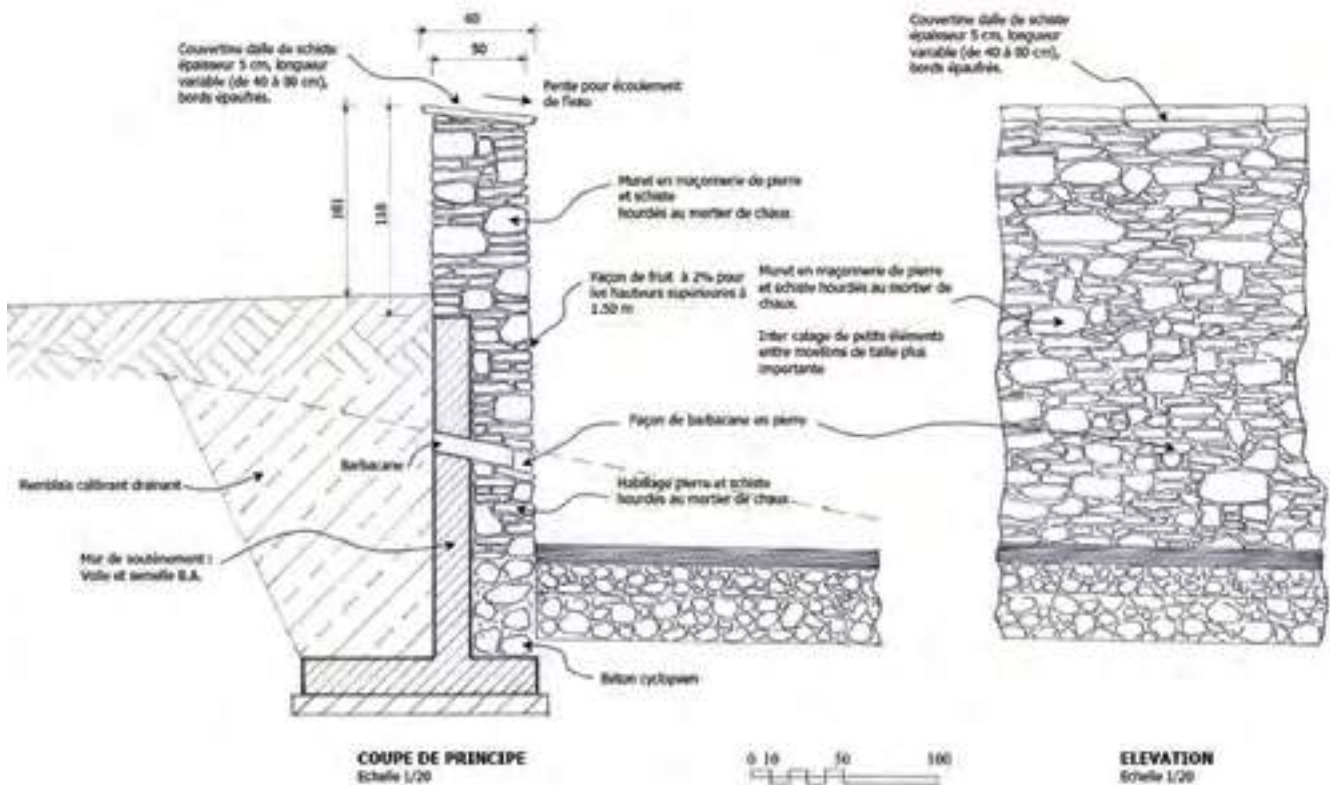 60
50
Couvertine dalle de schiste
épaisseur 5 cm, longueur
variable (de 40 à 80 cm),
bords épaufrés.
Pente pour écoulement
de l'eau
Muret en maçonnerie de pierre
et schiste
hourdés au mortier de chaux
Façon de fruit à 2% pour
les hauteurs supérieures à
1.50 m
Barbacane
Remblais calibrant drainant
Mur de soutènement :
Voile et semelle B.A.
Façon de barbacane en pierre
Habillage pierre et schiste
hourdés au mortier de chaux
Béton cyclopéen
COUPE DE PRINCIPE
Echelle 1/20
0 10 50 100
Couvertine dalle de schiste
épaisseur 5 cm, longueur
variable (de 40 à 80 cm),
bords épaufrés.
Muret en maçonnerie de pierre
et schiste hourdés au mortier de
chaux.
Inter calage de petits éléments
entre moellons de taille plus
importante
ELEVATION
Echelle 1/20